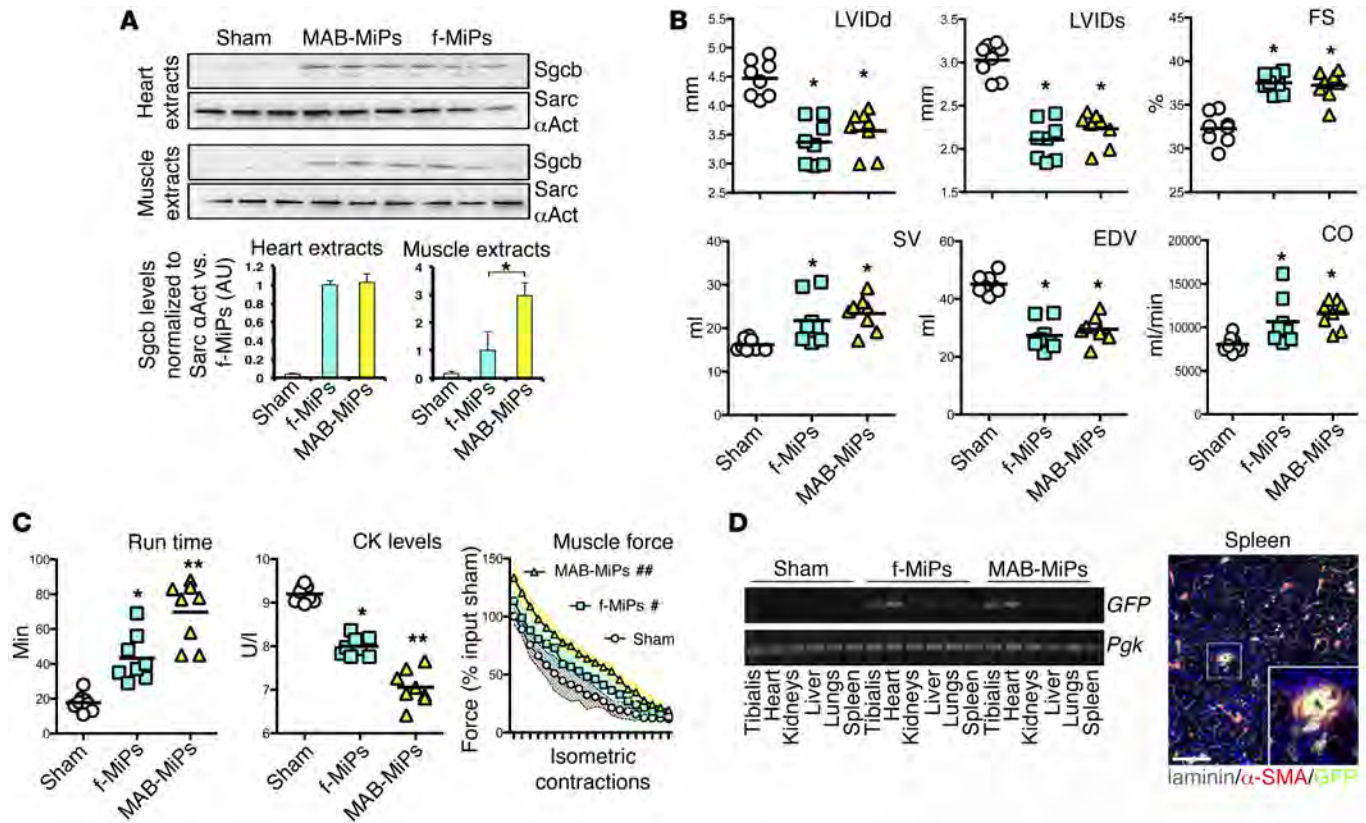 A
Sham MAB-MiPs f-MiPs
Heart extracts
Sgcb
Sarc αAct
Muscle extracts
Sgcb
Sarc αAct
Sgcb levels normalized to Sarc αAct vs. f-MiPs (AU)
Heart extracts
1.2
1
0.8
0.6
0.4
0.2
0
Sham
f-MiPs
MAB-MiPs
Muscle extracts
*
4
3
2
1
0
Sham
f-MiPs
MAB-MiPs
B
LVIDd
mm
5.0
4.5
4.0
3.5
3.0
2.5
* *
LVIDs
mm
3.5
3.0
2.5
2.0
1.5
* *
FS
%
40
35
30
25
* *
SV
ml
40
30
20
10
0
* *
Sham
f-MiPs
MAB-MiPs
EDV
ml
60
40
20
0
* *
Sham
f-MiPs
MAB-MiPs
CO
ml/min
20000
15000
10000
5000
0
* *
Sham
f-MiPs
MAB-MiPs
C
Run time
Min
100
80
60
40
20
0
* **
Sham
f-MiPs
MAB-MiPs
CK levels
U/l
10
9
8
7
6
* **
Sham
f-MiPs
MAB-MiPs
Muscle force
Force (% input sham)
150
100
50
0
MAB-MiPs ##
f-MiPs #
Sham
Isometric contractions
D
Sham f-MiPs MAB-MiPs
GFP
Pgk
Tibialis
Heart
Kidneys
Liver
Lungs
Spleen
Tibialis
Heart
Kidneys
Liver
Lungs
Spleen
Tibialis
Heart
Kidneys
Liver
Lungs
Spleen
Spleen
laminin/α-SMA/GFP